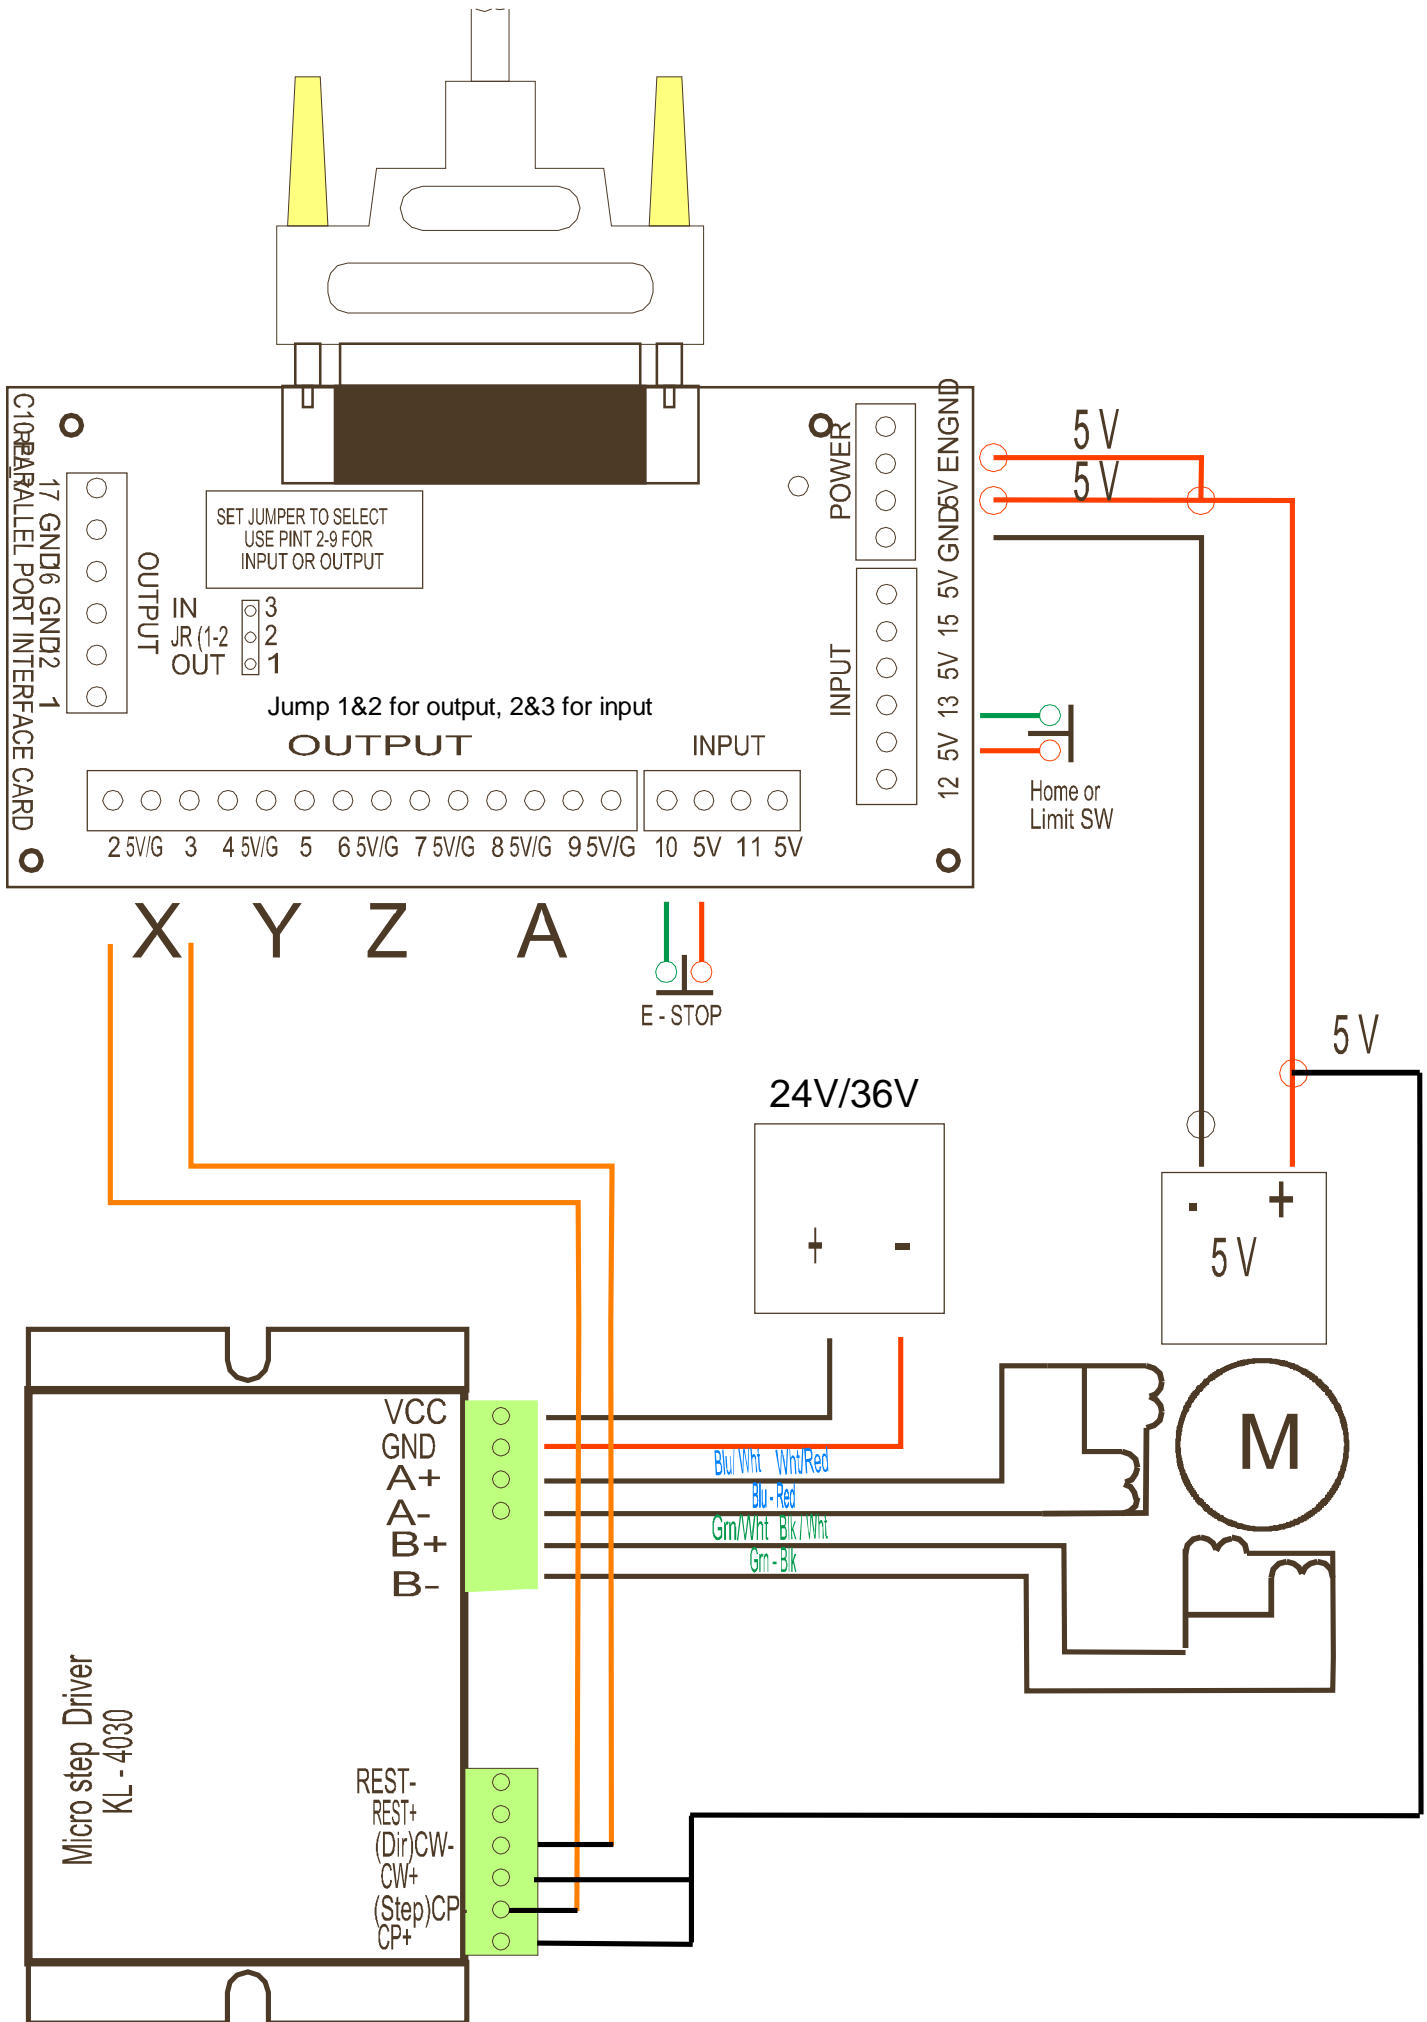 C10 PARALLEL PORT INTERFACE CARD
17 GND 16 GND 12 1
OUTPUT
SET JUMPER TO SELECT
USE PINT 2-9 FOR
INPUT OR OUTPUT
IN 3
JR (1-2 2
OUT 1
Jump 1&2 for output, 2&3 for input
OUTPUT
INPUT
2 5V/G 3 4 5V/G 5 6 5V/G 7 5V/G 8 5V/G 9 5V/G 10 5V 11 5V
POWER
INPUT
12 5V 13 5V 15 5V GND 5V EN GND
5 V
5 V
Home or
Limit SW
X Y Z A
E - STOP
5 V
24V/36V
+ -
- +
5 V
VCC
GND
A+
A-
B+
B-
Blu/ Wht Wht/Red
Blu - Red
Grn/Wht Blk / Wht
Grn - Blk
M
Micro step Driver
KL - 4030
REST-
REST+
(Dir)CW-
CW+
(Step)CP-
CP+